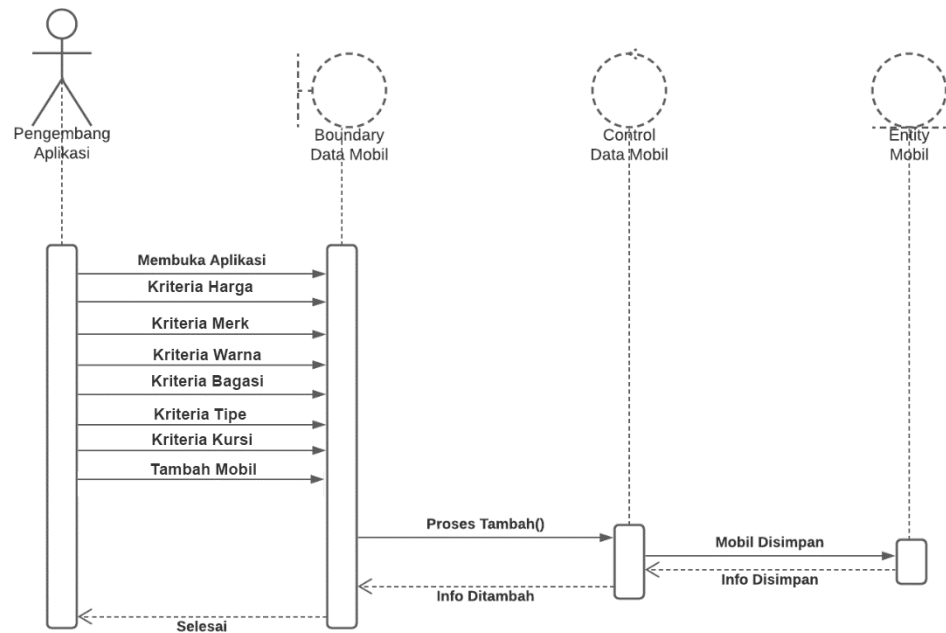 Pengembang
Aplikasi
Boundary
Data Mobil
Control
Data Mobil
Entity
Mobil
Membuka Aplikasi
Kriteria Harga
Kriteria Merk
Kriteria Warna
Kriteria Bagasi
Kriteria Tipe
Kriteria Kursi
Tambah Mobil
Proses Tambah()
Mobil Disimpan
Info Disimpan
Info Ditambah
Selesai